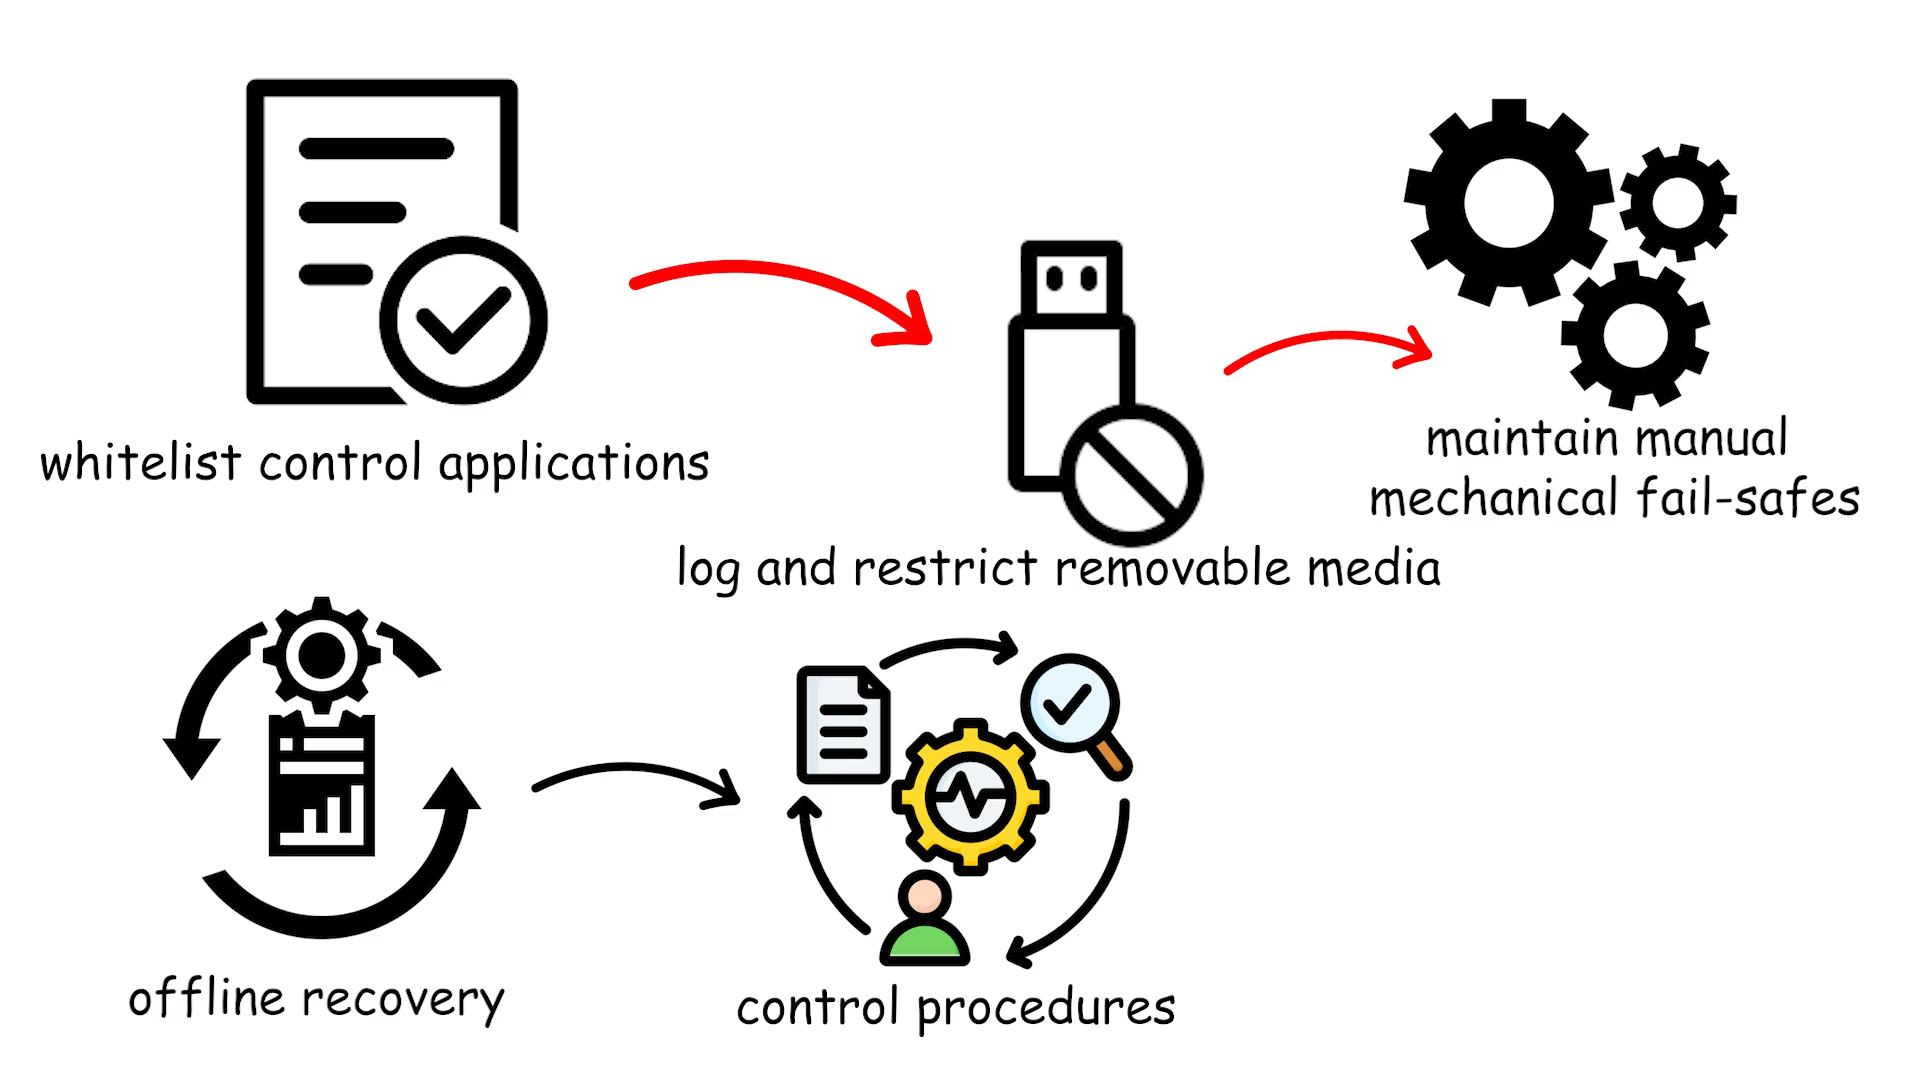 whitelist control applications
log and restrict removable media
maintain manual
mechanical fail-safes
offline recovery
control procedures